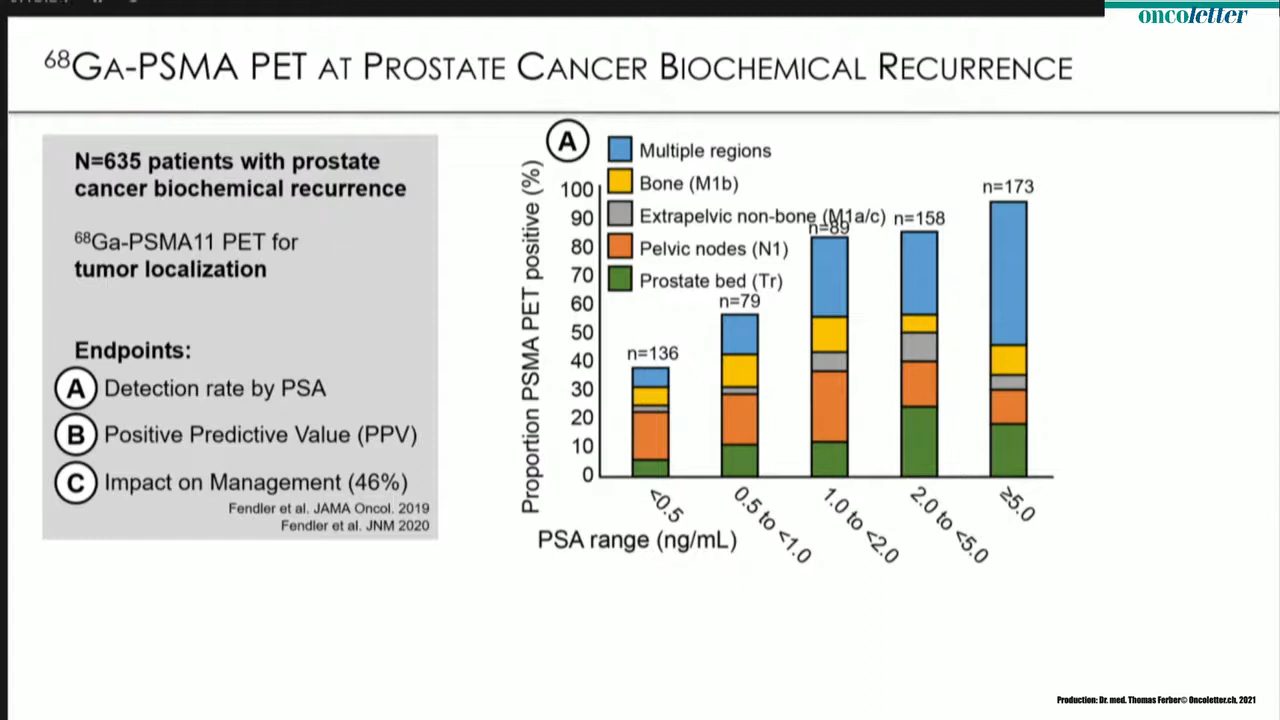 oncoletter
⁶⁸GA-PSMA PET AT PROSTATE CANCER BIOCHEMICAL RECURRENCE
N=635 patients with prostate
cancer biochemical recurrence
⁶⁸Ga-PSMA11 PET for
tumor localization
Endpoints:
A Detection rate by PSA
B Positive Predictive Value (PPV)
C Impact on Management (46%)
Fendler et al. JAMA Oncol. 2019
Fendler et al. JNM 2020
A
Multiple regions
Bone (M1b)
Extrapelvic non-bone (M1a/c)
Pelvic nodes (N1)
Prostate bed (Tr)
Proportion PSMA PET positive (%)
100
90
80
70
60
50
40
30
20
10
0
n=136
n=79
n=89
n=158
n=173
<0.5
0.5 to <1.0
1.0 to <2.0
2.0 to <5.0
≥5.0
PSA range (ng/mL)
Production: Dr. med. Thomas Ferber© Oncoletter.ch, 2021